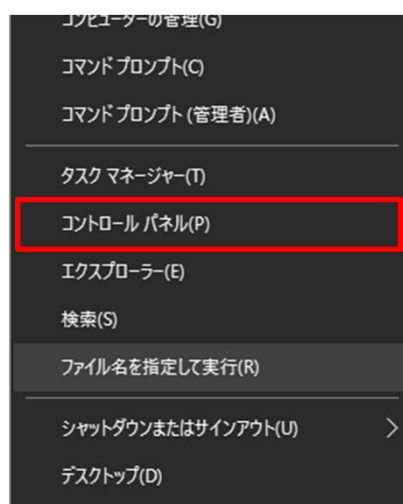 コンピューターの管理(G)
コマンド プロンプト(C)
コマンド プロンプト (管理者)(A)
タスク マネージャー(T)
コントロール パネル(P)
エクスプローラー(E)
検索(S)
ファイル名を指定して実行(R)
シャットダウンまたはサインアウト(U)
デスクトップ(D)